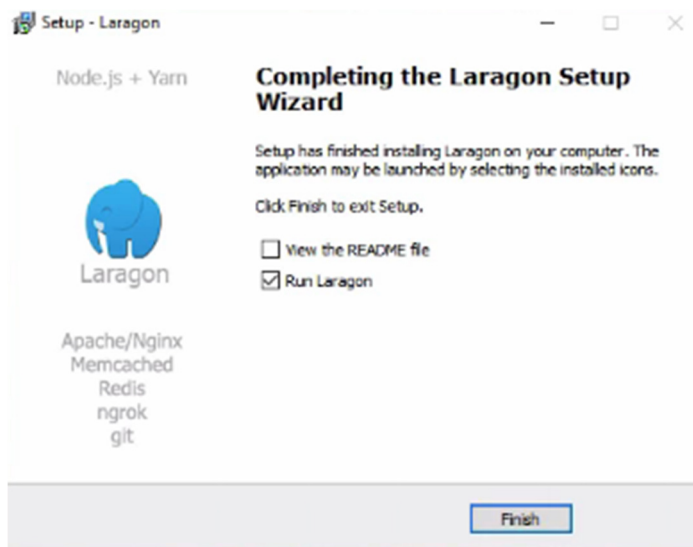 Setup - Laragon
Node.js + Yarn
Laragon
Apache/Nginx
Memcached
Redis
ngrok
git
Completing the Laragon Setup
Wizard
Setup has finished installing Laragon on your computer. The
application may be launched by selecting the installed icons.
Click Finish to exit Setup.
View the README file
Run Laragon
Finish